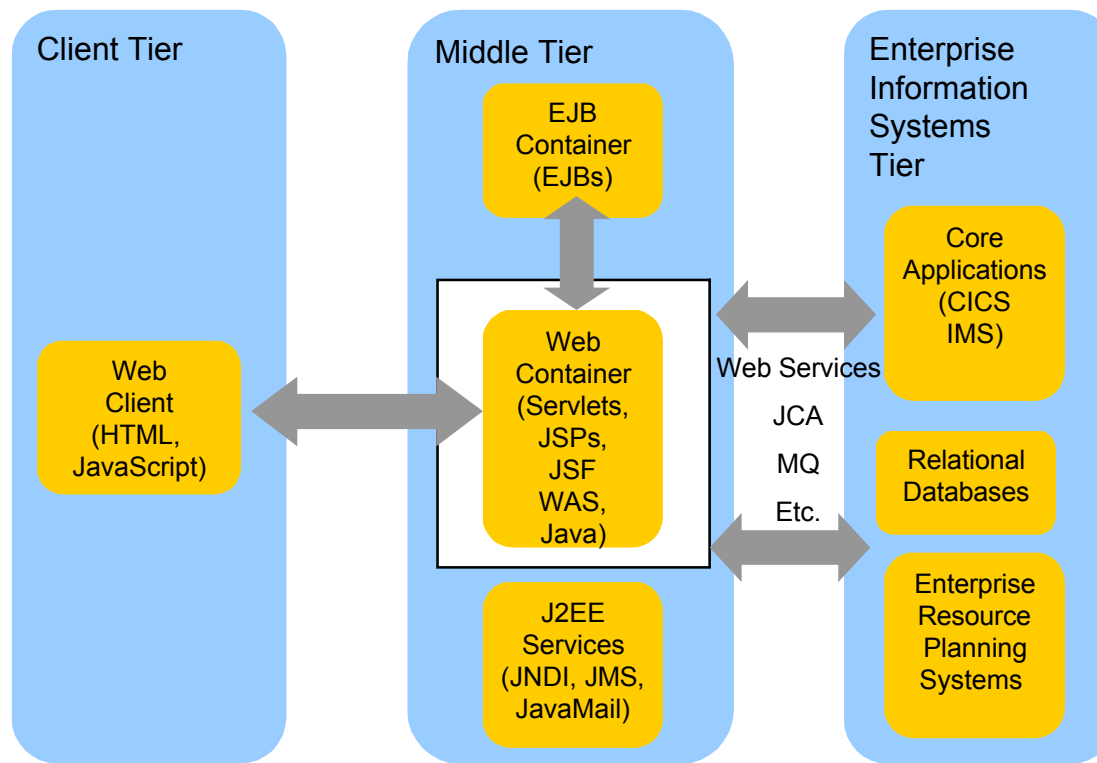 Client Tier
Web
Client
(HTML,
JavaScript)
Middle Tier
EJB
Container
(EJBs)
Web
Container
(Servlets,
JSPs,
JSF
WAS,
Java)
J2EE
Services
(JNDI, JMS,
JavaMail)
Web Services
JCA
MQ
Etc.
Enterprise
Information
Systems
Tier
Core
Applications
(CICS
IMS)
Relational
Databases
Enterprise
Resource
Planning
Systems